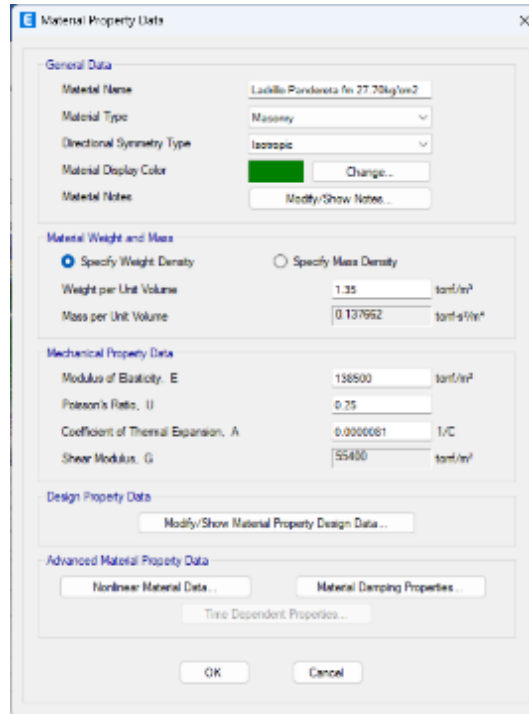 Material Property Data
General Data
Material Name Ladrillo Pandereta fm 27.70kg/cm2
Material Type Masonry
Directional Symmetry Type Isotropic
Material Display Color Change...
Material Notes Modify/Show Notes...
Material Weight and Mass
Specify Weight Density Specify Mass Density
Weight per Unit Volume 1.35 tonf/m³
Mass per Unit Volume 0.137662 tonf-s²/m⁴
Mechanical Property Data
Modulus of Elasticity, E 138500 tonf/m²
Poisson's Ratio, U 0.25
Coefficient of Thermal Expansion, A 0.0000081 1/C
Shear Modulus, G 55400 tonf/m²
Design Property Data
Modify/Show Material Property Design Data...
Advanced Material Property Data
Nonlinear Material Data... Material Damping Properties...
Time Dependent Properties...
OK Cancel